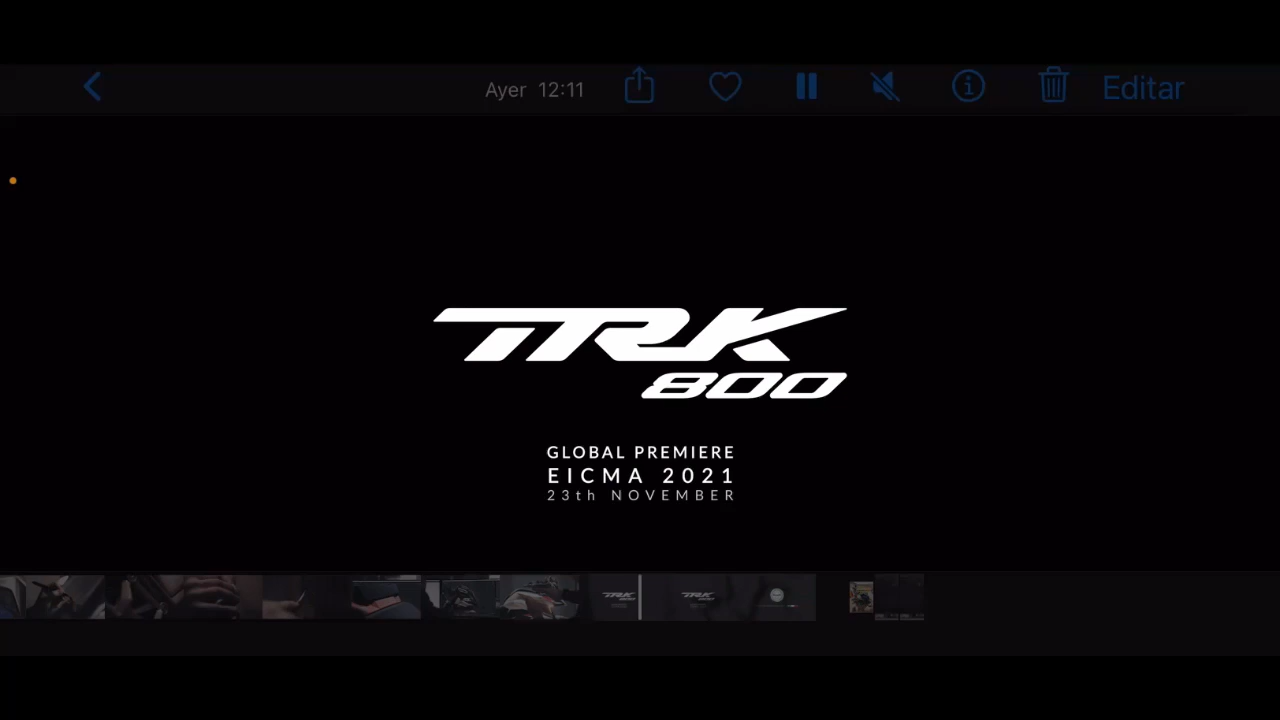 Ayer 12:11
Editar
TRK
800
GLOBAL PREMIERE
EICMA 2021
23th NOVEMBER